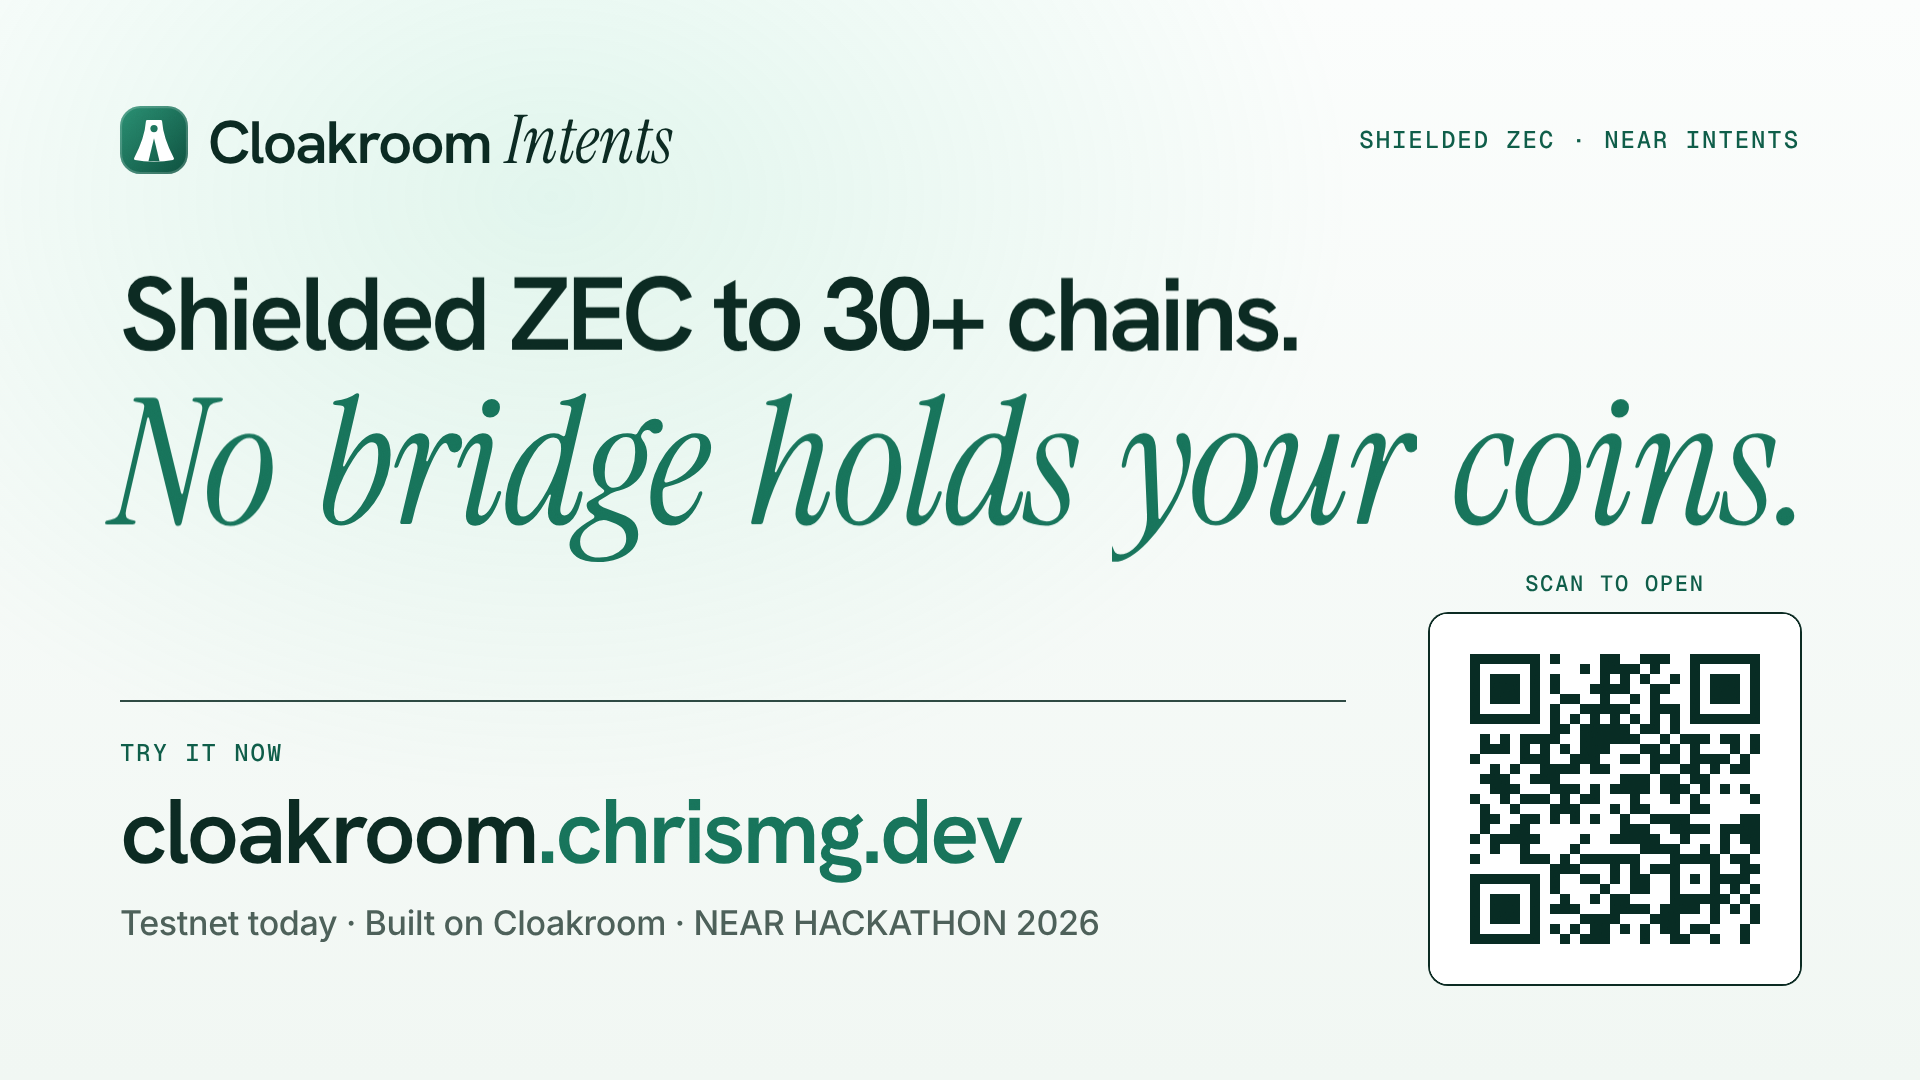 Cloakroom Intents
SHIELDED ZEC · NEAR INTENTS
Shielded ZEC to 30+ chains.
No bridge holds your coins.
SCAN TO OPEN
TRY IT NOW
cloakroom.chrismg.dev
Testnet today · Built on Cloakroom · NEAR HACKATHON 2026